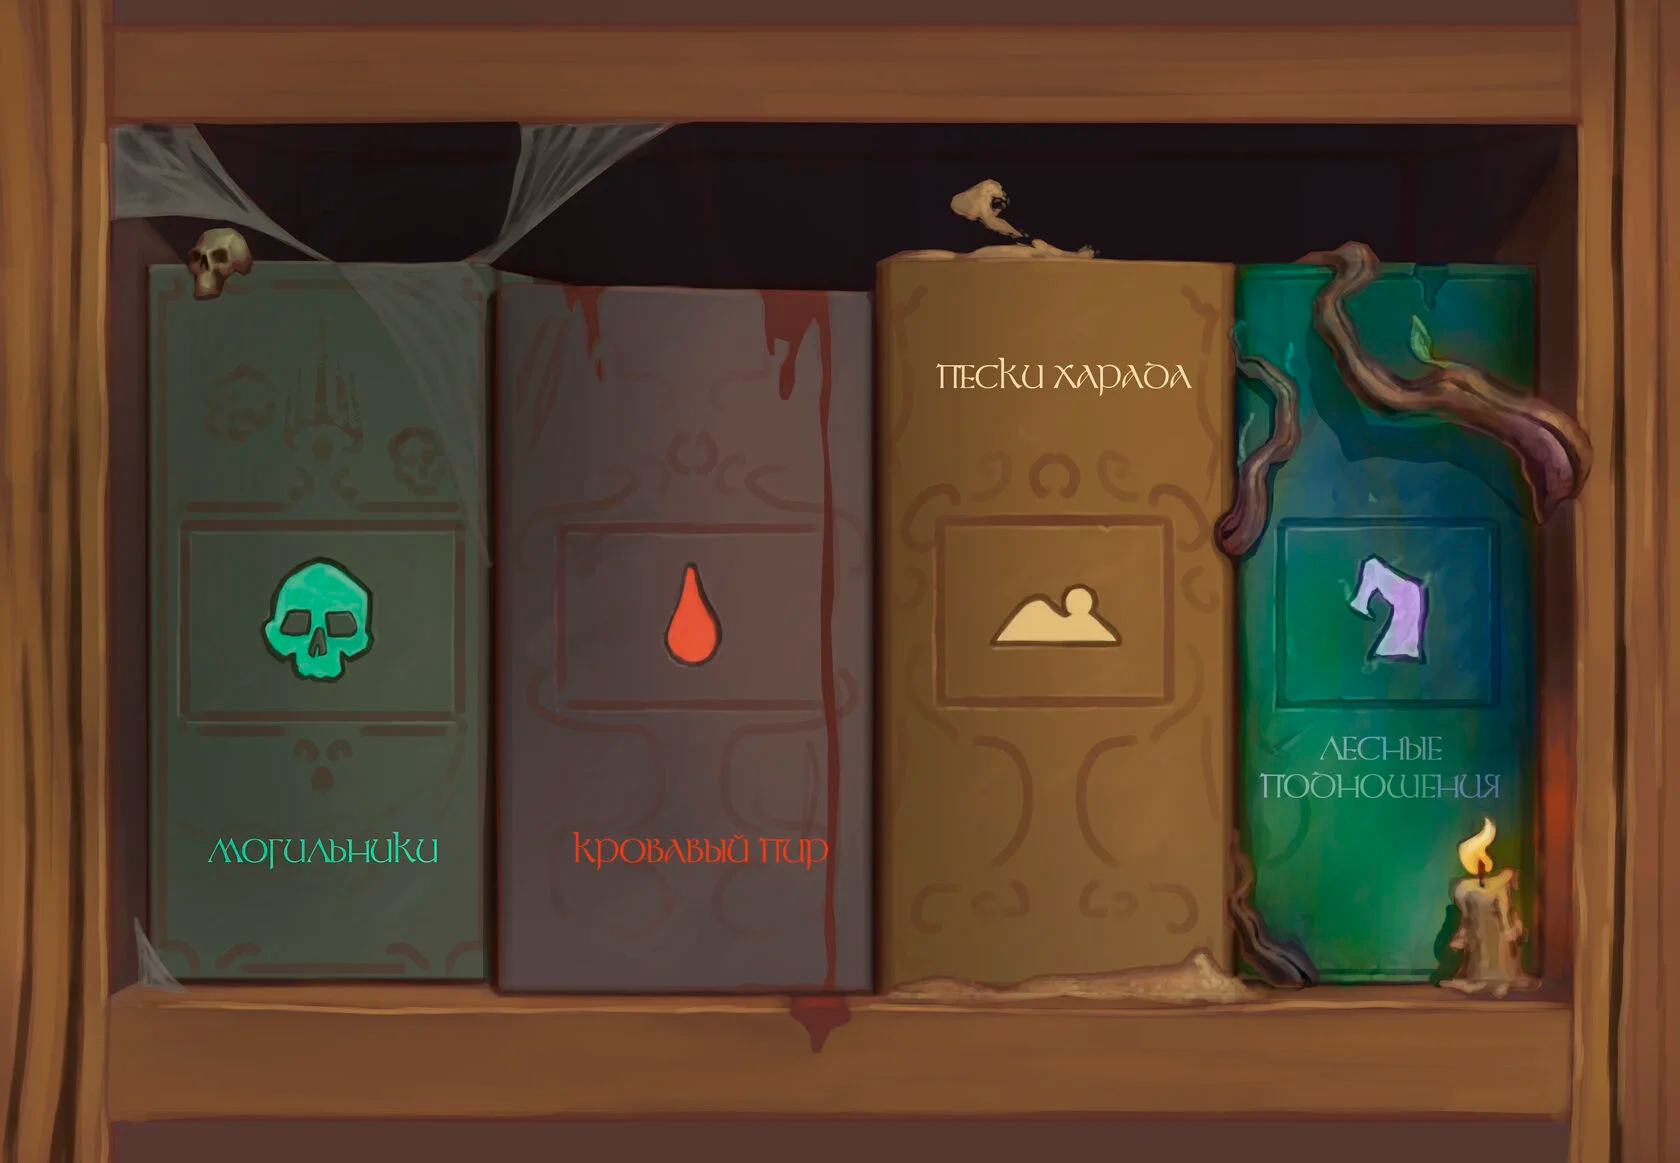 могильники
кровавый пир
пески харада
лесные
подношения